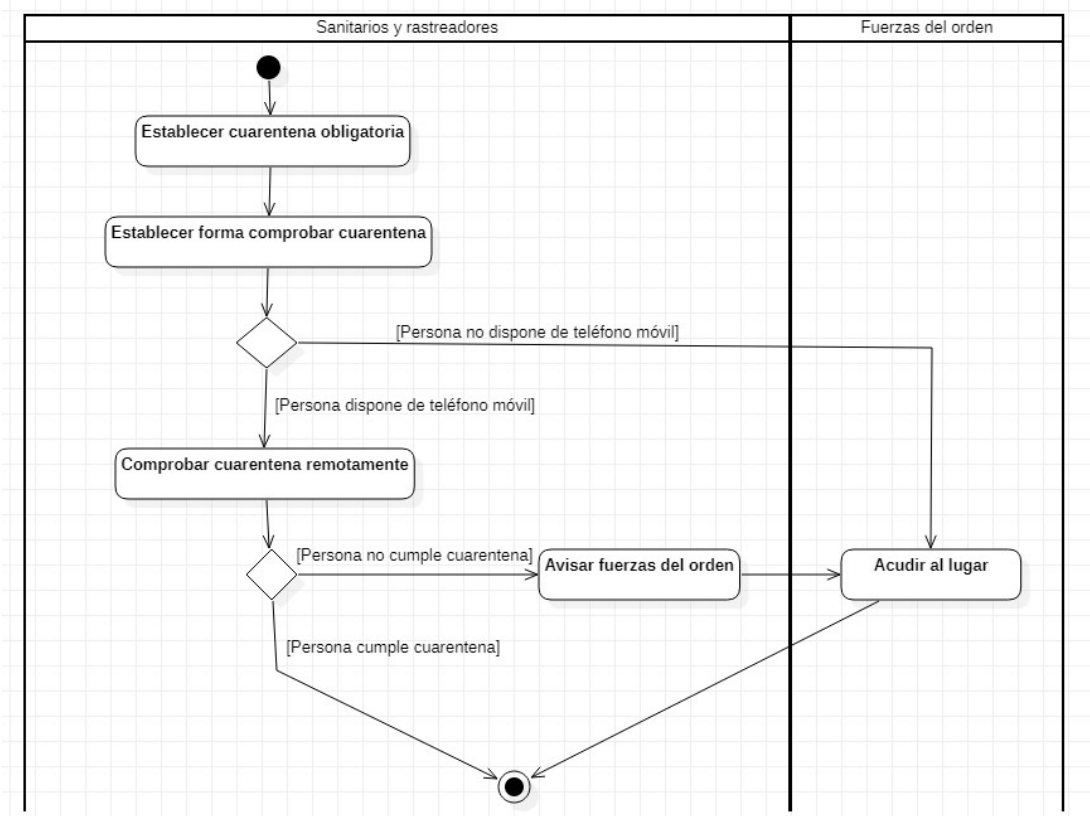 Sanitarios y rastreadores
Fuerzas del orden
Establecer cuarentena obligatoria
Establecer forma comprobar cuarentena
[Persona no dispone de teléfono móvil]
[Persona dispone de teléfono móvil]
Comprobar cuarentena remotamente
[Persona no cumple cuarentena]
Avisar fuerzas del orden
Acudir al lugar
[Persona cumple cuarentena]